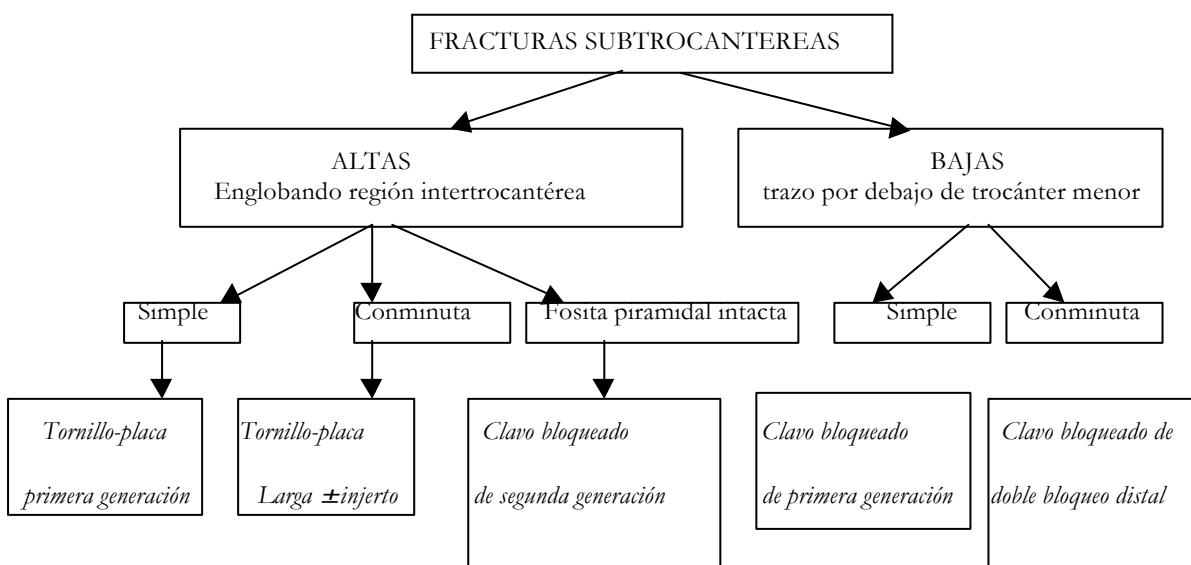 FRACTURAS SUBTROCANTEREAS
ALTAS
Englobando región intertrocantérea
BAJAS
trazo por debajo de trocánter menor
Simple
Conminuta
Fosita piramidal intacta
Simple
Conminuta
Tornillo-placa
primera generación
Tornillo-placa
Larga ±injerto
Clavo bloqueado
de segunda generación
Clavo bloqueado
de primera generación
Clavo bloqueado de
doble bloqueo distal